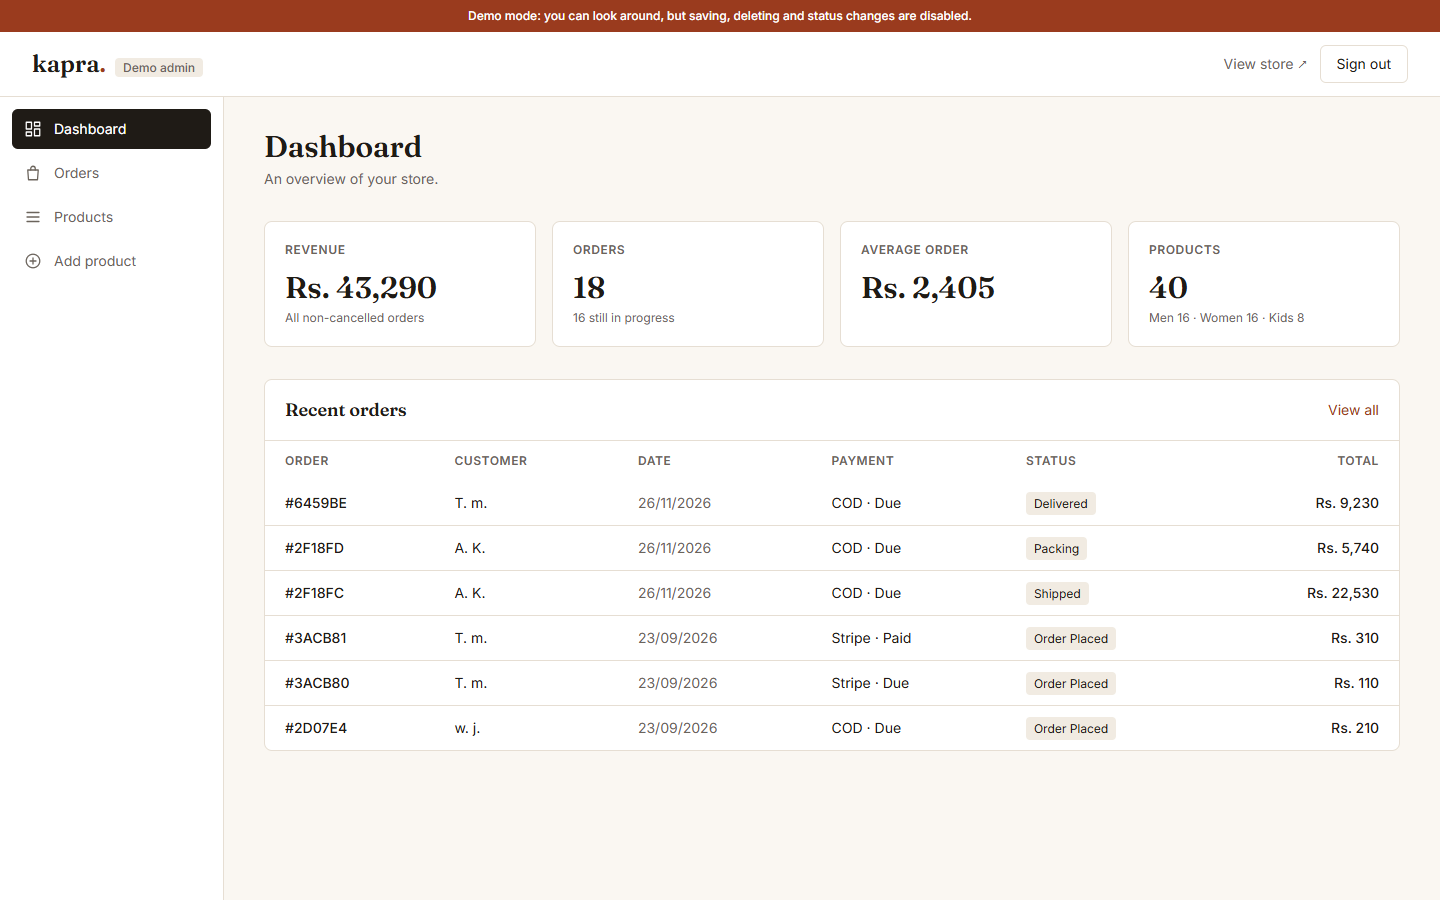 Demo mode: you can look around, but saving, deleting and status changes are disabled.
kapra. Demo admin View store ↗ Sign out
Dashboard
Orders
Products
Add product
Dashboard
An overview of your store.
REVENUE
Rs. 43,290
All non-cancelled orders
ORDERS
18
16 still in progress
AVERAGE ORDER
Rs. 2,405
PRODUCTS
40
Men 16 · Women 16 · Kids 8
Recent orders View all
ORDER CUSTOMER DATE PAYMENT STATUS TOTAL
#6459BE T. m. 26/11/2026 COD · Due Delivered Rs. 9,230
#2F18FD A. K. 26/11/2026 COD · Due Packing Rs. 5,740
#2F18FC A. K. 26/11/2026 COD · Due Shipped Rs. 22,530
#3ACB81 T. m. 23/09/2026 Stripe · Paid Order Placed Rs. 310
#3ACB80 T. m. 23/09/2026 Stripe · Due Order Placed Rs. 110
#2D07E4 w. j. 23/09/2026 COD · Due Order Placed Rs. 210